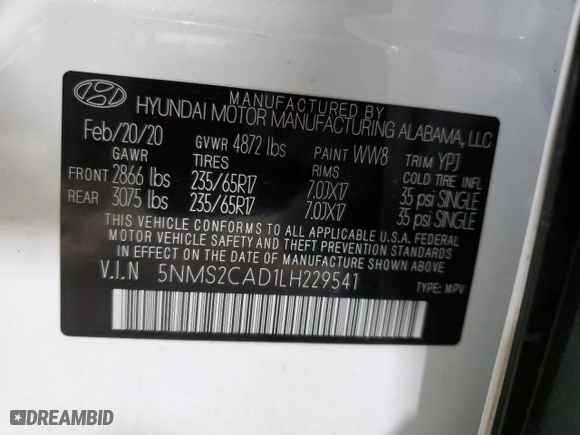 MANUFACTURED BY
HYUNDAI MOTOR MANUFACTURING ALABAMA, LLC
Feb/20/20 GVWR 4872 lbs PAINT WW8 TRIM YPJ
GAWR TIRES RIMS COLD TIRE INFL
FRONT 2866 lbs 235/65R17 7.0JX17 35 psi SINGLE
REAR 3075 lbs 235/65R17 7.0JX17 35 psi SINGLE
THIS VEHICLE CONFORMS TO ALL APPLICABLE U.S.A. FEDERAL
MOTOR VEHICLE SAFETY AND THEFT PREVENTION STANDARDS
IN EFFECT ON THE DATE OF MANUFACTURE SHOWN ABOVE.
V.I.N 5NMS2CAD1LH229541 TYPE: MPV
DREAMBID